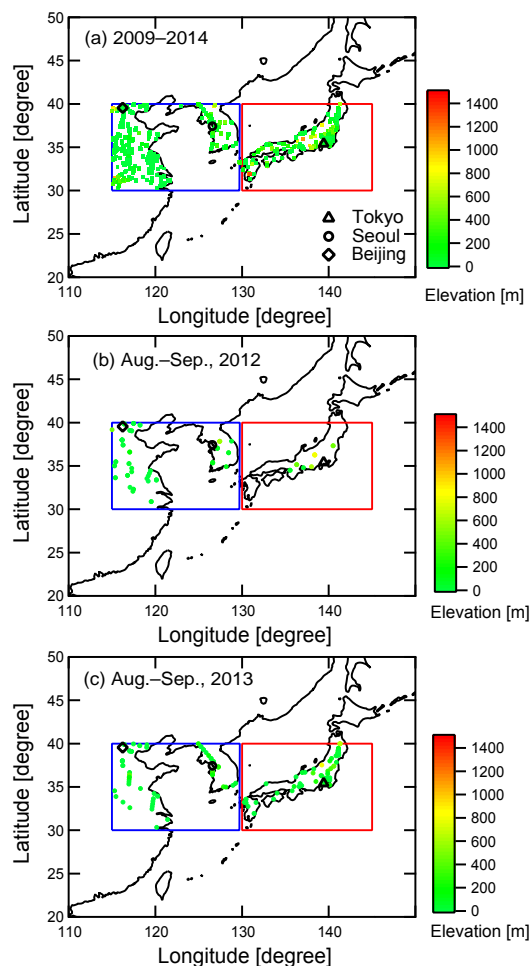 50
(a) 2009–2014
45
40
35
30
25
20
Latitude [degree]
Tokyo
Seoul
Beijing
110 120 130 140
Longitude [degree]
1400
1200
1000
800
600
400
200
0
Elevation [m]
50
(b) Aug.–Sep., 2012
45
40
35
30
25
20
Latitude [degree]
110 120 130 140
Longitude [degree]
1400
1200
1000
800
600
400
200
0
Elevation [m]
50
(c) Aug.–Sep., 2013
45
40
35
30
25
20
Latitude [degree]
110 120 130 140
Longitude [degree]
1400
1200
1000
800
600
400
200
0
Elevation [m]